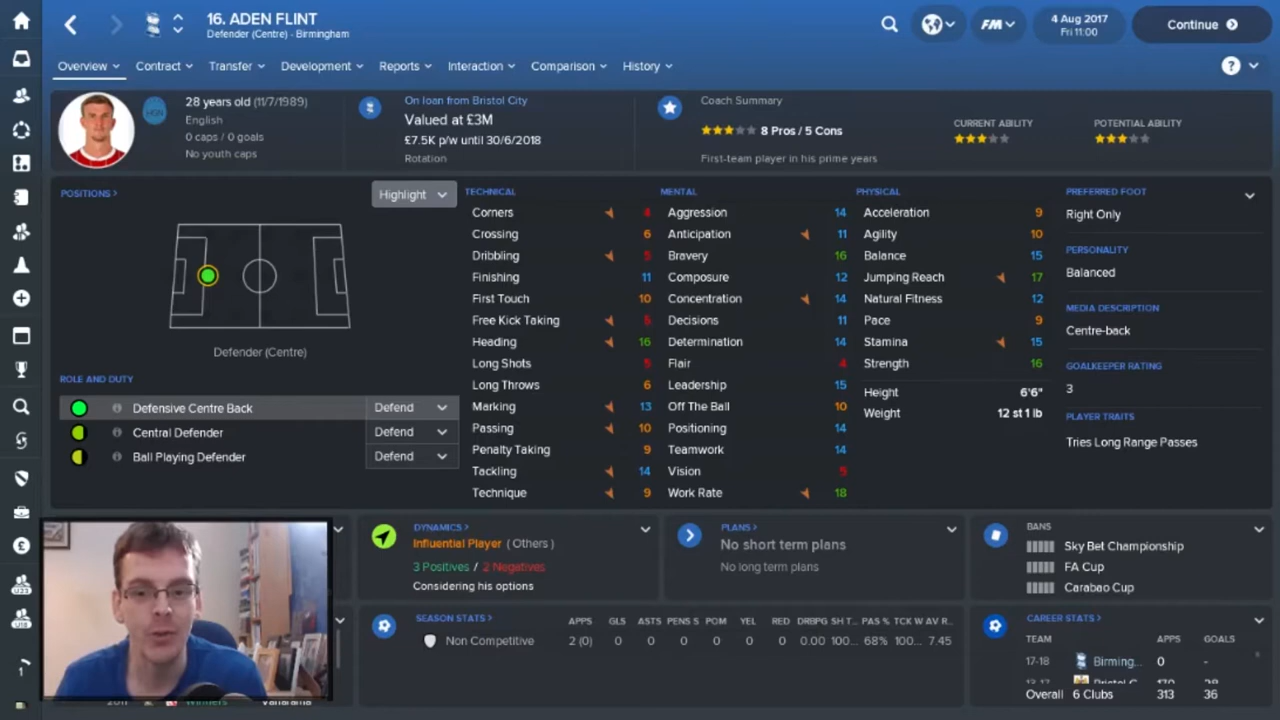 16. ADEN FLINT
Defender (Centre) - Birmingham
FM
4 Aug 2017
Fri 11:00
Continue
Overview
Contract
Transfer
Development
Reports
Interaction
Comparison
History
?
HGN
28 years old (11/7/1989)
English
0 caps / 0 goals
No youth caps
On loan from Bristol City
Valued at £3M
£7.5K p/w until 30/6/2018
Rotation
Coach Summary
8 Pros / 5 Cons
First-team player in his prime years
CURRENT ABILITY
POTENTIAL ABILITY
POSITIONS >
Highlight
Defender (Centre)
ROLE AND DUTY
Defensive Centre Back Defend
Central Defender Defend
Ball Playing Defender Defend
TECHNICAL
Corners 4
Crossing 6
Dribbling 5
Finishing 11
First Touch 10
Free Kick Taking 5
Heading 16
Long Shots 5
Long Throws 6
Marking 13
Passing 10
Penalty Taking 9
Tackling 14
Technique 9
MENTAL
Aggression 14
Anticipation 11
Bravery 16
Composure 12
Concentration 14
Decisions 11
Determination 14
Flair 4
Leadership 15
Off The Ball 10
Positioning 14
Teamwork 14
Vision 5
Work Rate 18
PHYSICAL
Acceleration 9
Agility 10
Balance 15
Jumping Reach 17
Natural Fitness 12
Pace 9
Stamina 15
Strength 16
Height 6'6"
Weight 12 st 1 lb
PREFERRED FOOT
Right Only
PERSONALITY
Balanced
MEDIA DESCRIPTION
Centre-back
GOALKEEPER RATING
3
PLAYER TRAITS
Tries Long Range Passes
DYNAMICS >
Influential Player ( Others )
3 Positives / 2 Negatives
Considering his options
PLANS >
No short term plans
No long term plans
BANS
Sky Bet Championship
FA Cup
Carabao Cup
SEASON STATS >
APPS GLS ASTS PENS S POM YEL RED DRBPG SH T... PAS % TCK W AV R...
Non Competitive 2 (0) 0 0 0 0 0 0 0.00 100... 68% 100... 7.45
CAREER STATS >
TEAM APPS GOALS
17-18 Birming... 0 -
Overall 6 Clubs 313 36
U23
U18
£